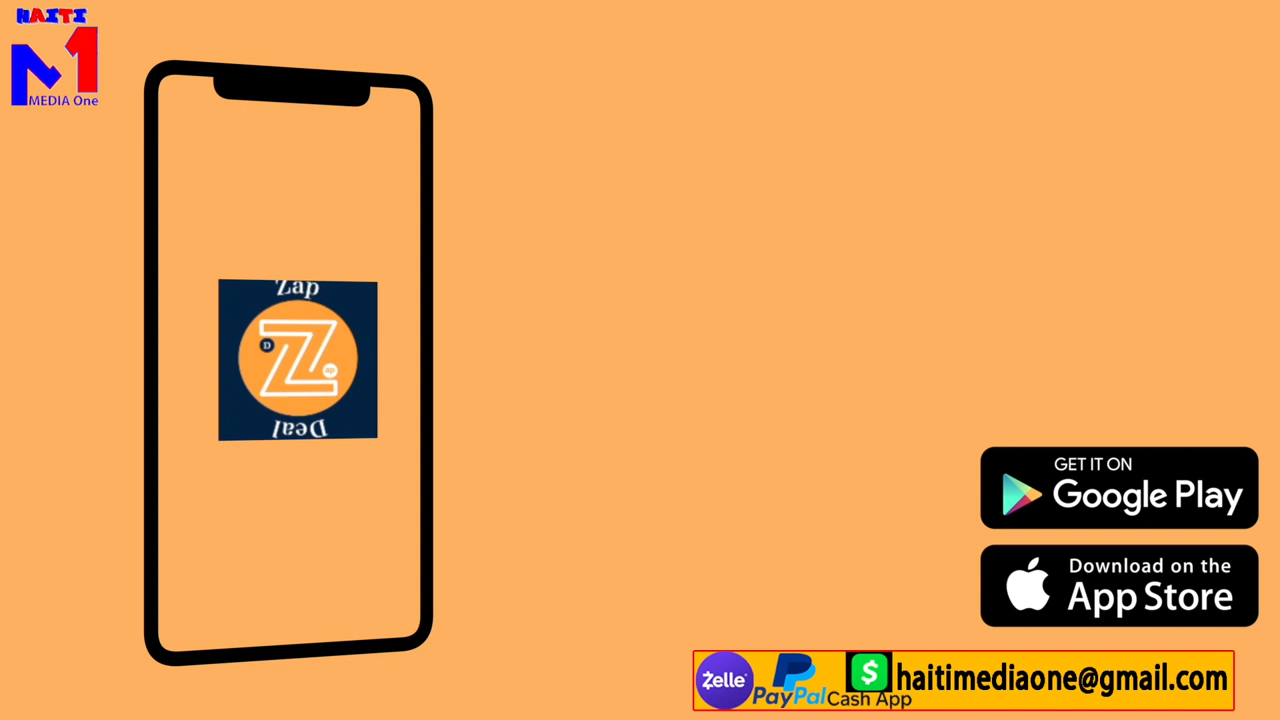 HAITI
M1
MEDIA One
Zap
D
Z
ap
Deal
GET IT ON
Google Play
Download on the
App Store
Zelle
PayPal
$
Cash App
haitimediaone@gmail.com